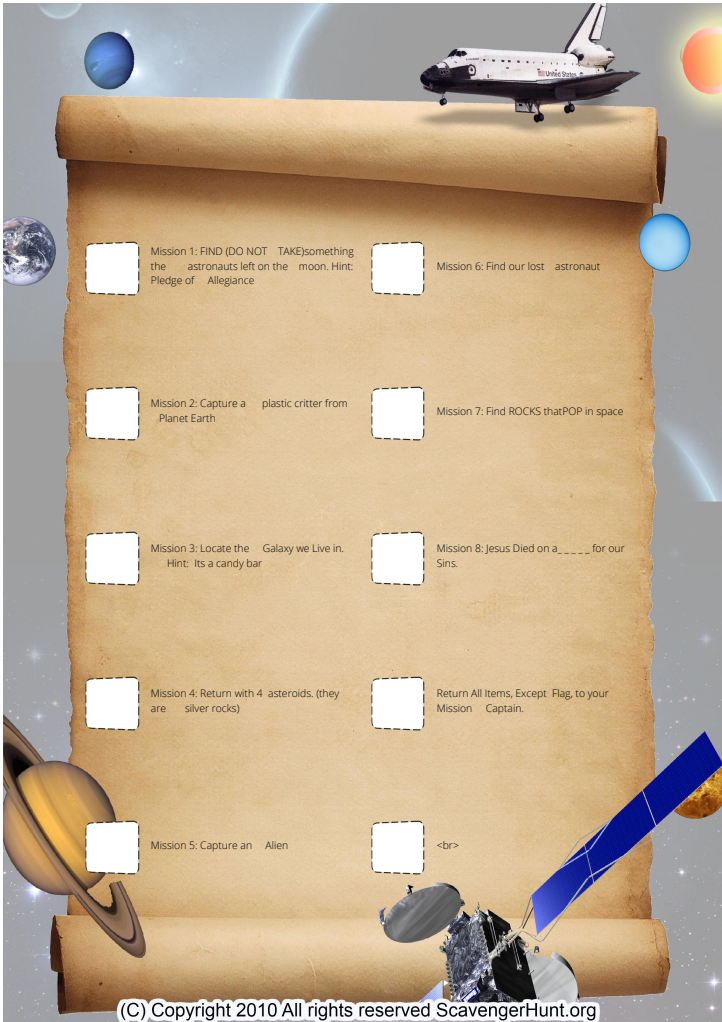 United States
Mission 1: FIND (DO NOT TAKE)something
the astronauts left on the moon. Hint:
Pledge of Allegiance
Mission 2: Capture a plastic critter from
Planet Earth
Mission 3: Locate the Galaxy we Live in.
Hint: Its a candy bar
Mission 4: Return with 4 asteroids. (they
are silver rocks)
Mission 5: Capture an Alien
Mission 6: Find our lost astronaut
Mission 7: Find ROCKS thatPOP in space
Mission 8: Jesus Died on a_ _ _ _ _ for our
Sins.
Return All Items, Except Flag, to your
Mission Captain.
<br>
(C) Copyright 2010 All rights reserved ScavengerHunt.org